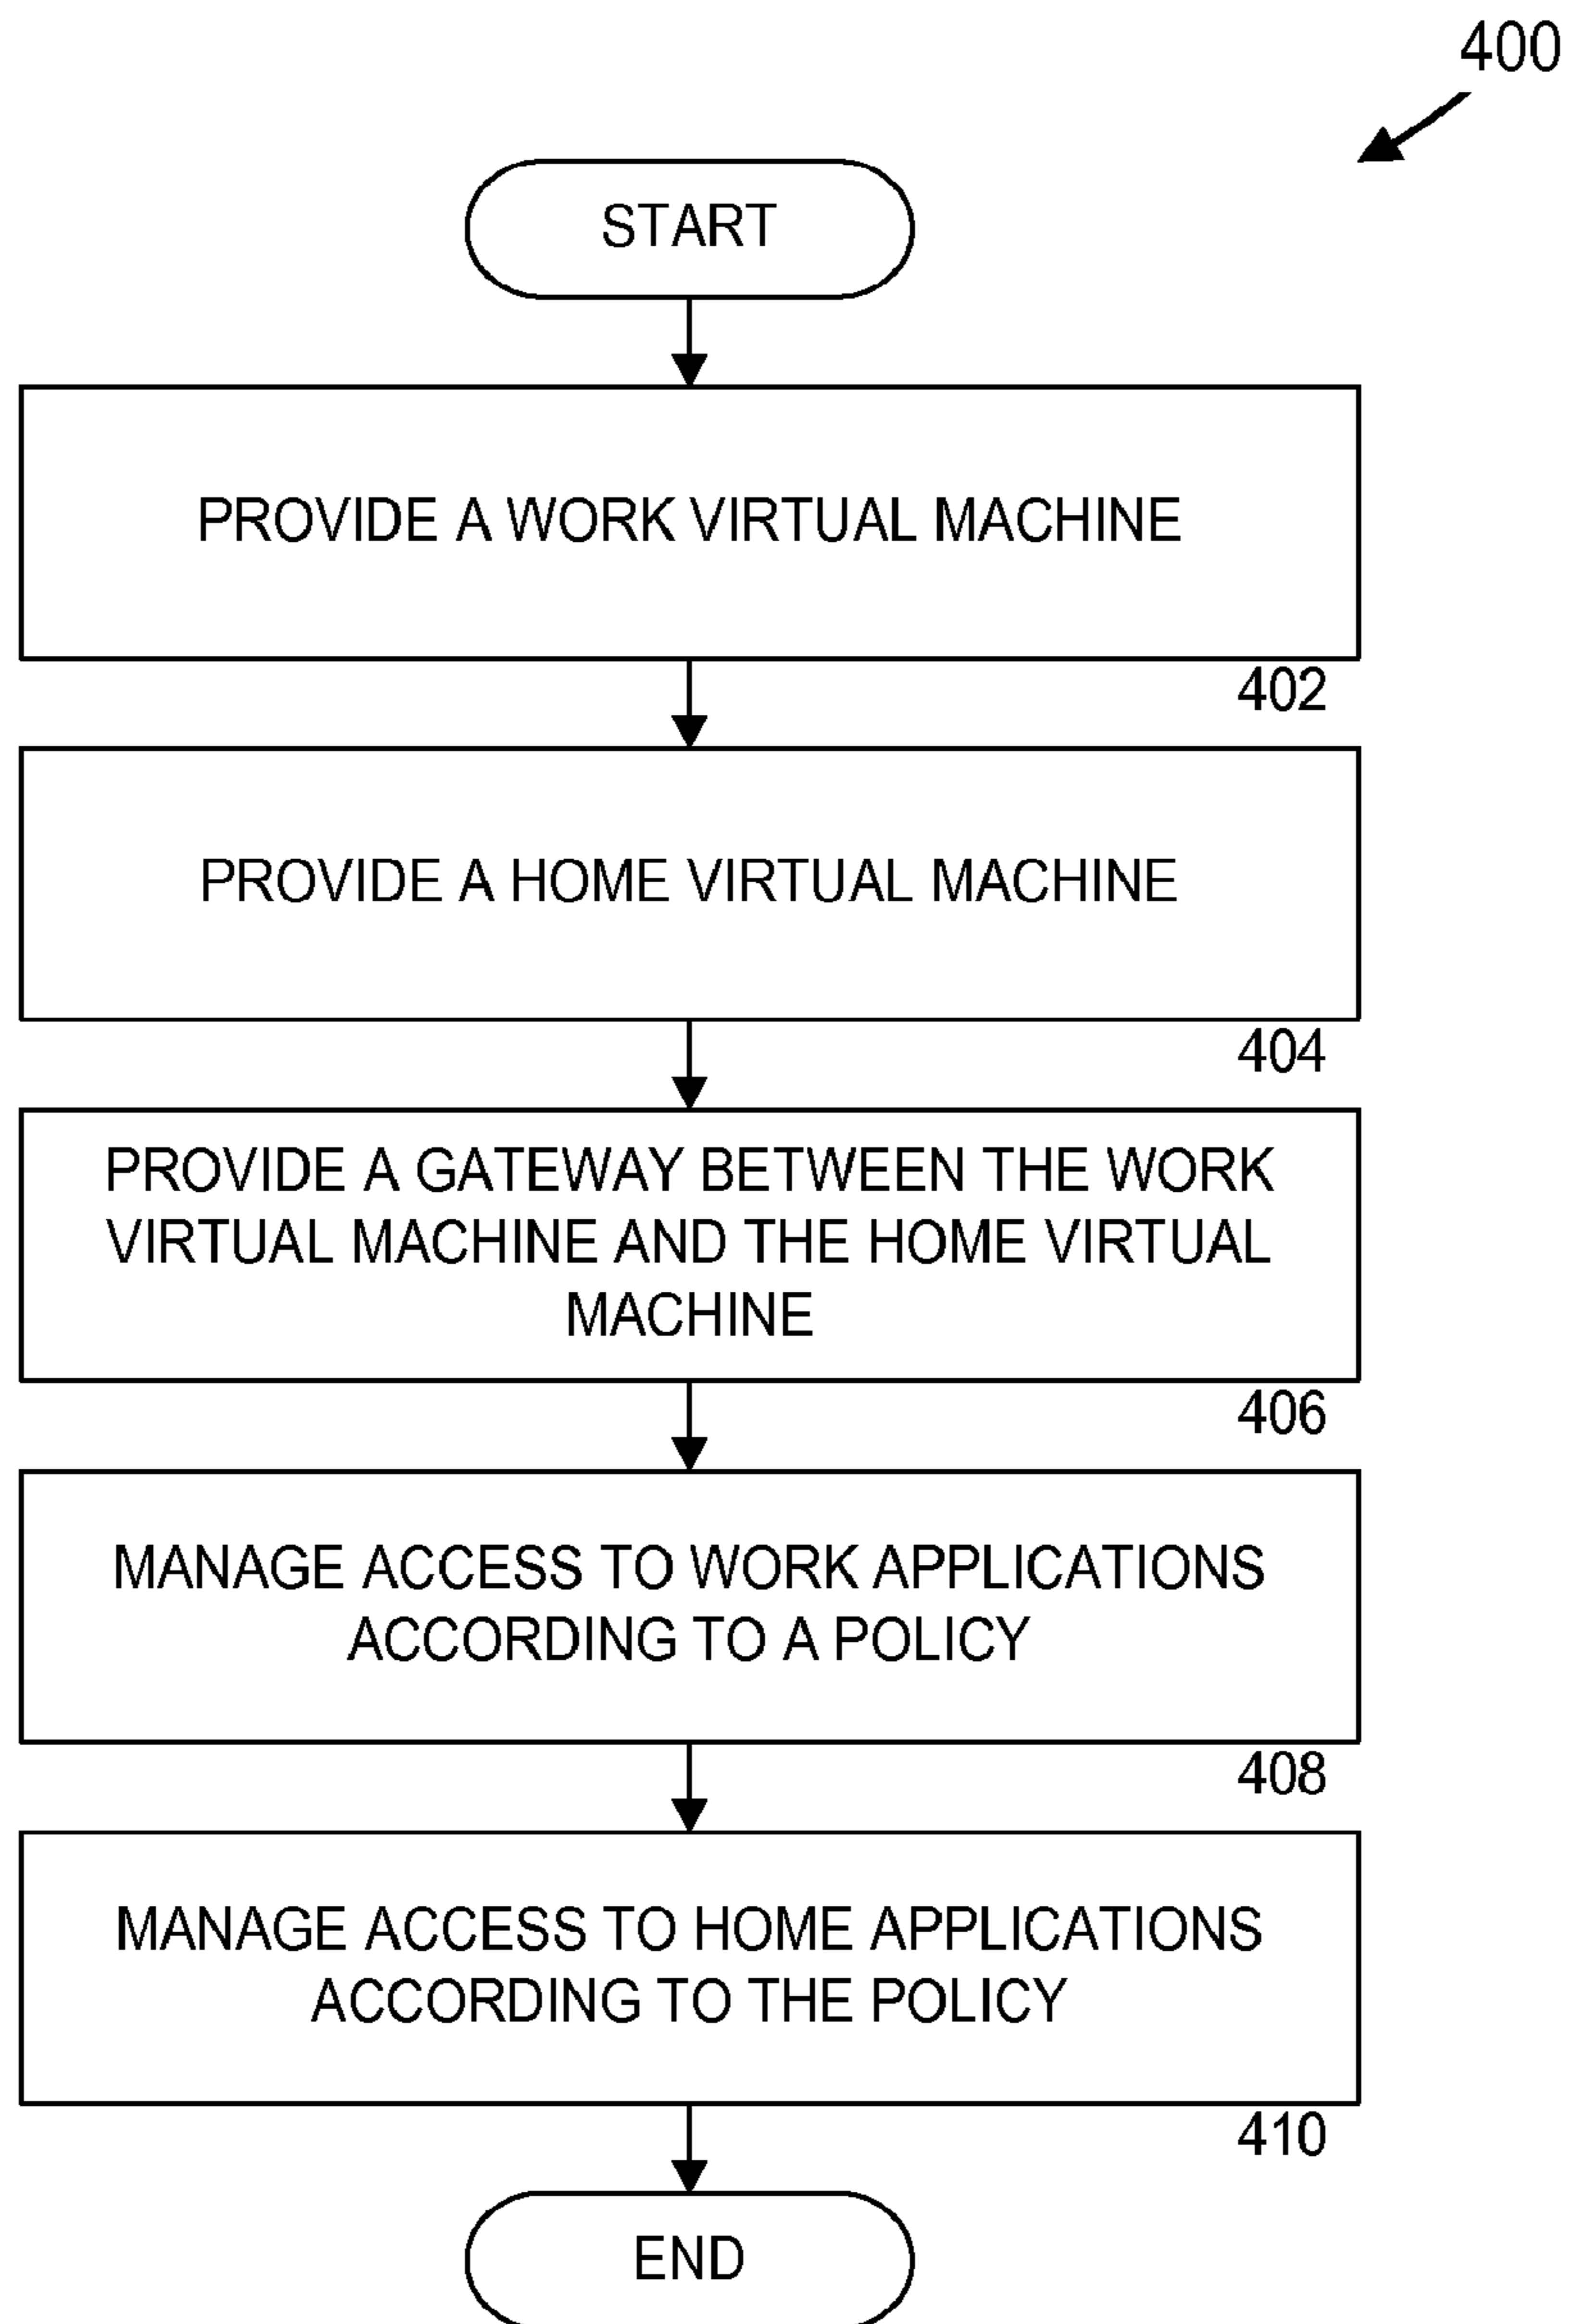 400
START
PROVIDE A WORK VIRTUAL MACHINE
402
PROVIDE A HOME VIRTUAL MACHINE
404
PROVIDE A GATEWAY BETWEEN THE WORK
VIRTUAL MACHINE AND THE HOME VIRTUAL
MACHINE
406
MANAGE ACCESS TO WORK APPLICATIONS
ACCORDING TO A POLICY
408
MANAGE ACCESS TO HOME APPLICATIONS
ACCORDING TO THE POLICY
410
END